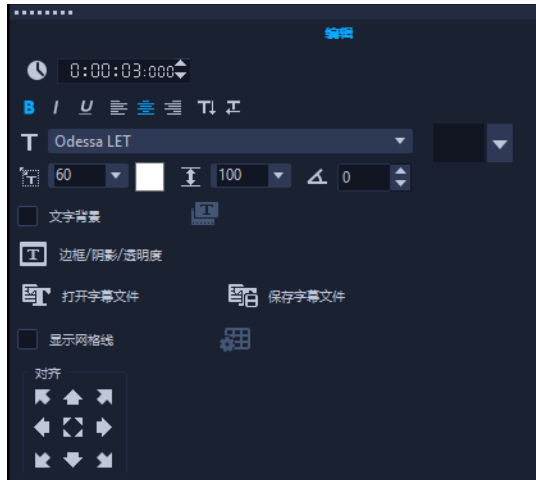 编辑
0:00:03:000
B I U
T Odessa LET
60 100 0
文字背景
边框/阴影/透明度
打开字幕文件 保存字幕文件
显示网格线
对齐